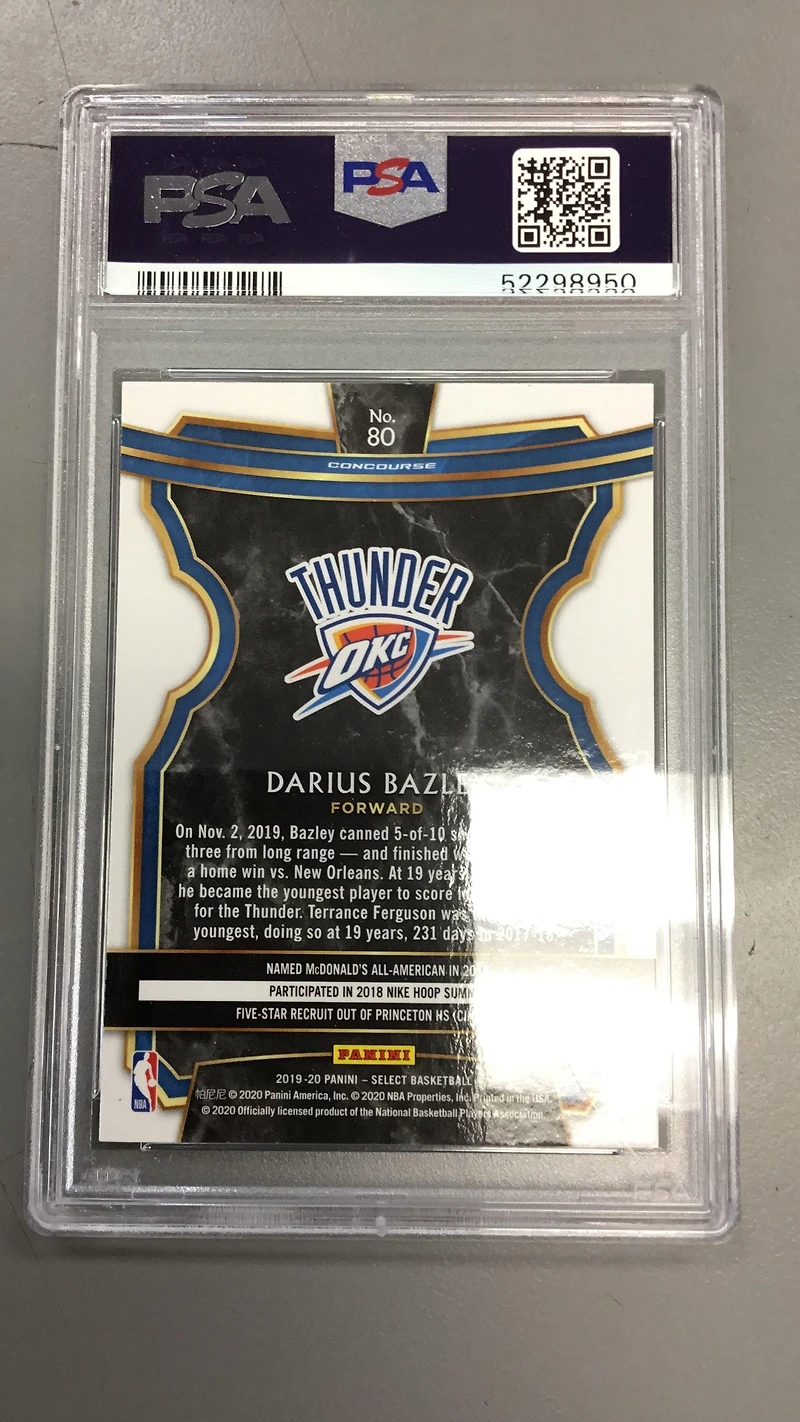 PSA
PSA
52298950
No.
80
CONCOURSE
THUNDER
OKC
DARIUS
FORWARD
On Nov. 2, 2019, Bazley canned 5-of-10
three from long range — and finished
a home win vs. New Orleans. At 19
he became the youngest player to score
for the Thunder. Terrance Ferguson was
youngest, doing so at 19 years, 231 days in 2017-18.
NAMED McDONALD'S ALL-AMERICAN IN
PARTICIPATED IN 2018 NIKE HOOP
FIVE-STAR RECRUIT OUT OF PRINCETON HS
PANINI
NBA
2019-20 PANINI – SELECT BASKETBALL
帕尼尼 © 2020 Panini America, Inc. © 2020 NBA Properties, Inc. Printed in the USA.
© 2020 Officially licensed product of the National Basketball Players Association.
PSA